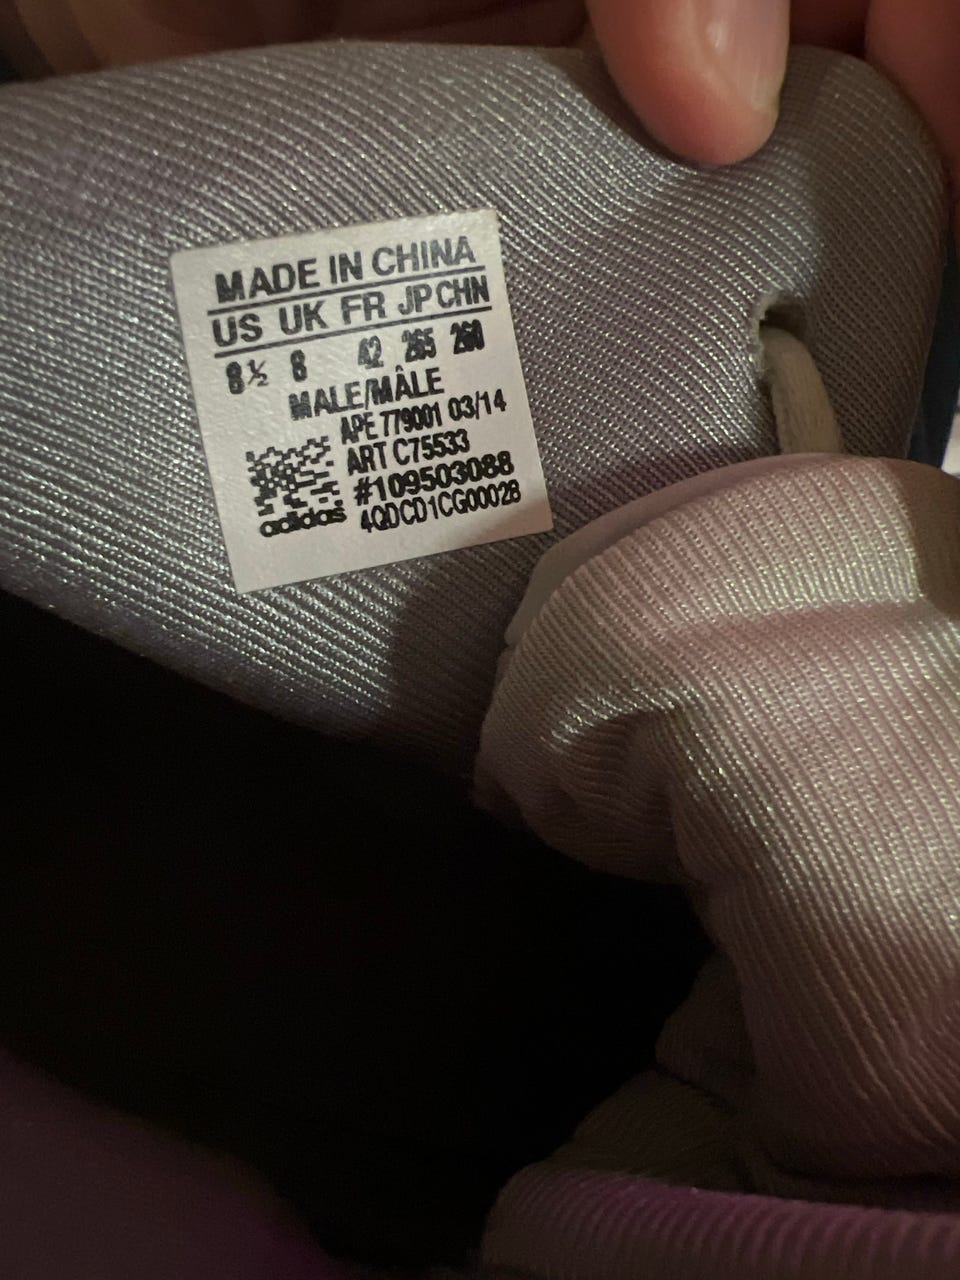 MADE IN CHINA
US UK FR JP CHN
8½ 8 42 265 260
MALE/MÂLE
APE 779001 03/14
ART C75533
#109503088
adidas 4QDCD1CG00028